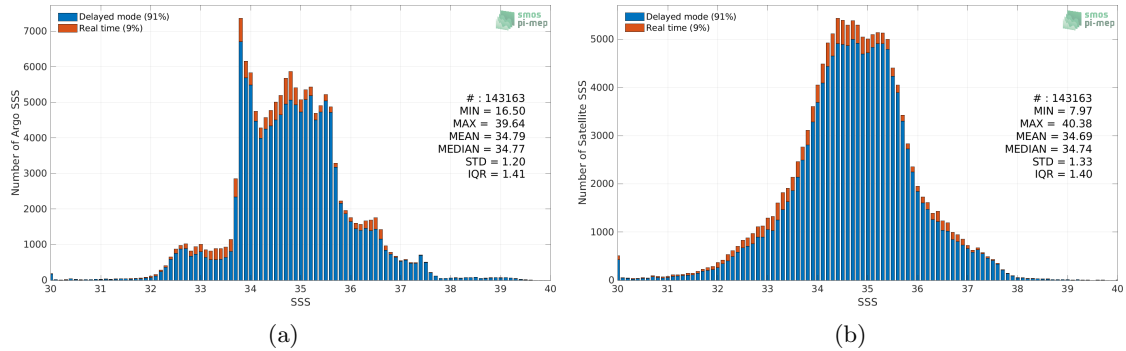 Delayed mode (91%)
Real time (9%)
smos
pi-mep
7000
6000
5000
4000
3000
2000
1000
0
Number of Argo SSS
# : 143163
MIN = 16.50
MAX = 39.64
MEAN = 34.79
MEDIAN = 34.77
STD = 1.20
IQR = 1.41
30 31 32 33 34 35 36 37 38 39 40
SSS
(a)
Delayed mode (91%)
Real time (9%)
smos
pi-mep
5000
4000
3000
2000
1000
0
Number of Satellite SSS
# : 143163
MIN = 7.97
MAX = 40.38
MEAN = 34.69
MEDIAN = 34.74
STD = 1.33
IQR = 1.40
30 31 32 33 34 35 36 37 38 39 40
SSS
(b)